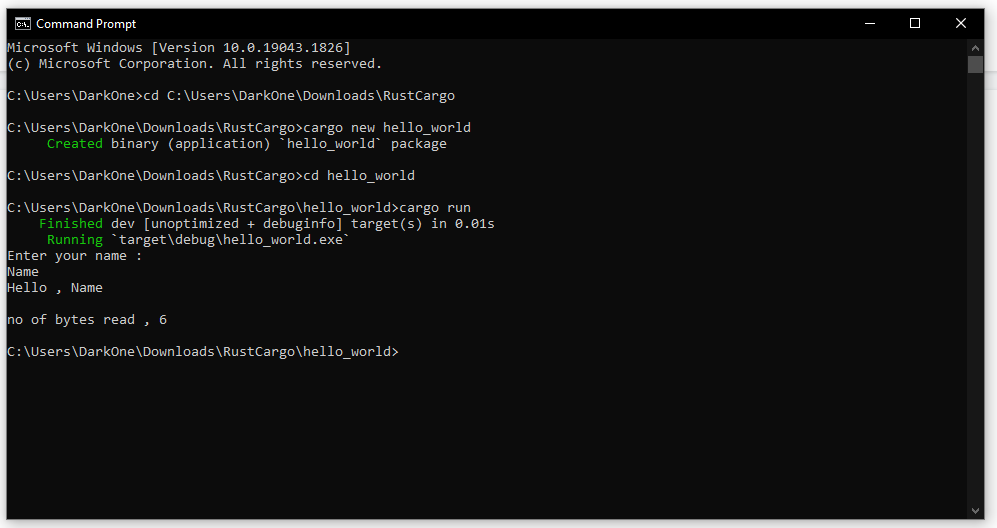 Command Prompt
Microsoft Windows [Version 10.0.19043.1826]
(c) Microsoft Corporation. All rights reserved.
C:\Users\DarkOne>cd C:\Users\DarkOne\Downloads\RustCargo
C:\Users\DarkOne\Downloads\RustCargo>cargo new hello_world
Created binary (application) `hello_world` package
C:\Users\DarkOne\Downloads\RustCargo>cd hello_world
C:\Users\DarkOne\Downloads\RustCargo\hello_world>cargo run
Finished dev [unoptimized + debuginfo] target(s) in 0.01s
Running `target\debug\hello_world.exe`
Enter your name :
Name
Hello , Name
no of bytes read , 6
C:\Users\DarkOne\Downloads\RustCargo\hello_world>